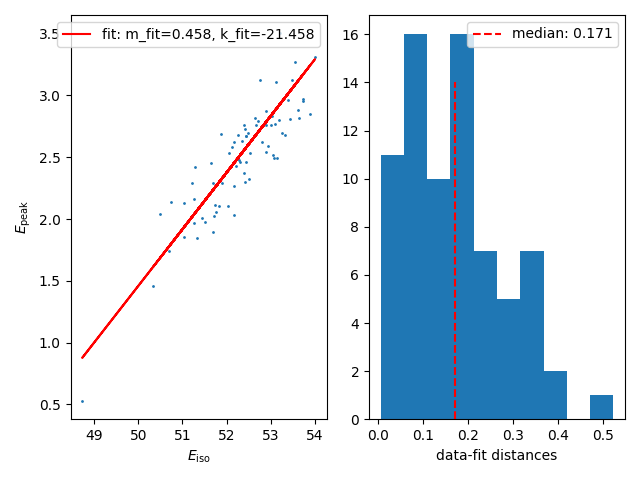 fit: m_fit=0.458, k_fit=-21.458
3.5
3.0
2.5
2.0
1.5
1.0
0.5
E_peak
49 50 51 52 53 54
E_iso
median: 0.171
16
14
12
10
8
6
4
2
0
0.0 0.1 0.2 0.3 0.4 0.5
data-fit distances